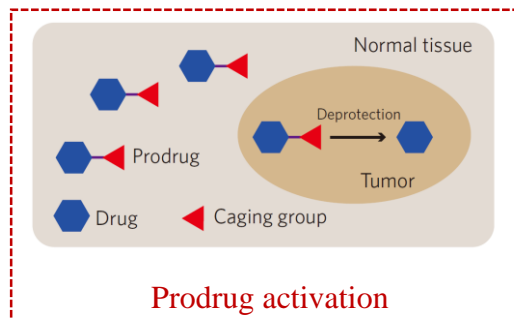 Normal tissue
Deprotection
Prodrug
Tumor
Drug
Caging group
Prodrug activation